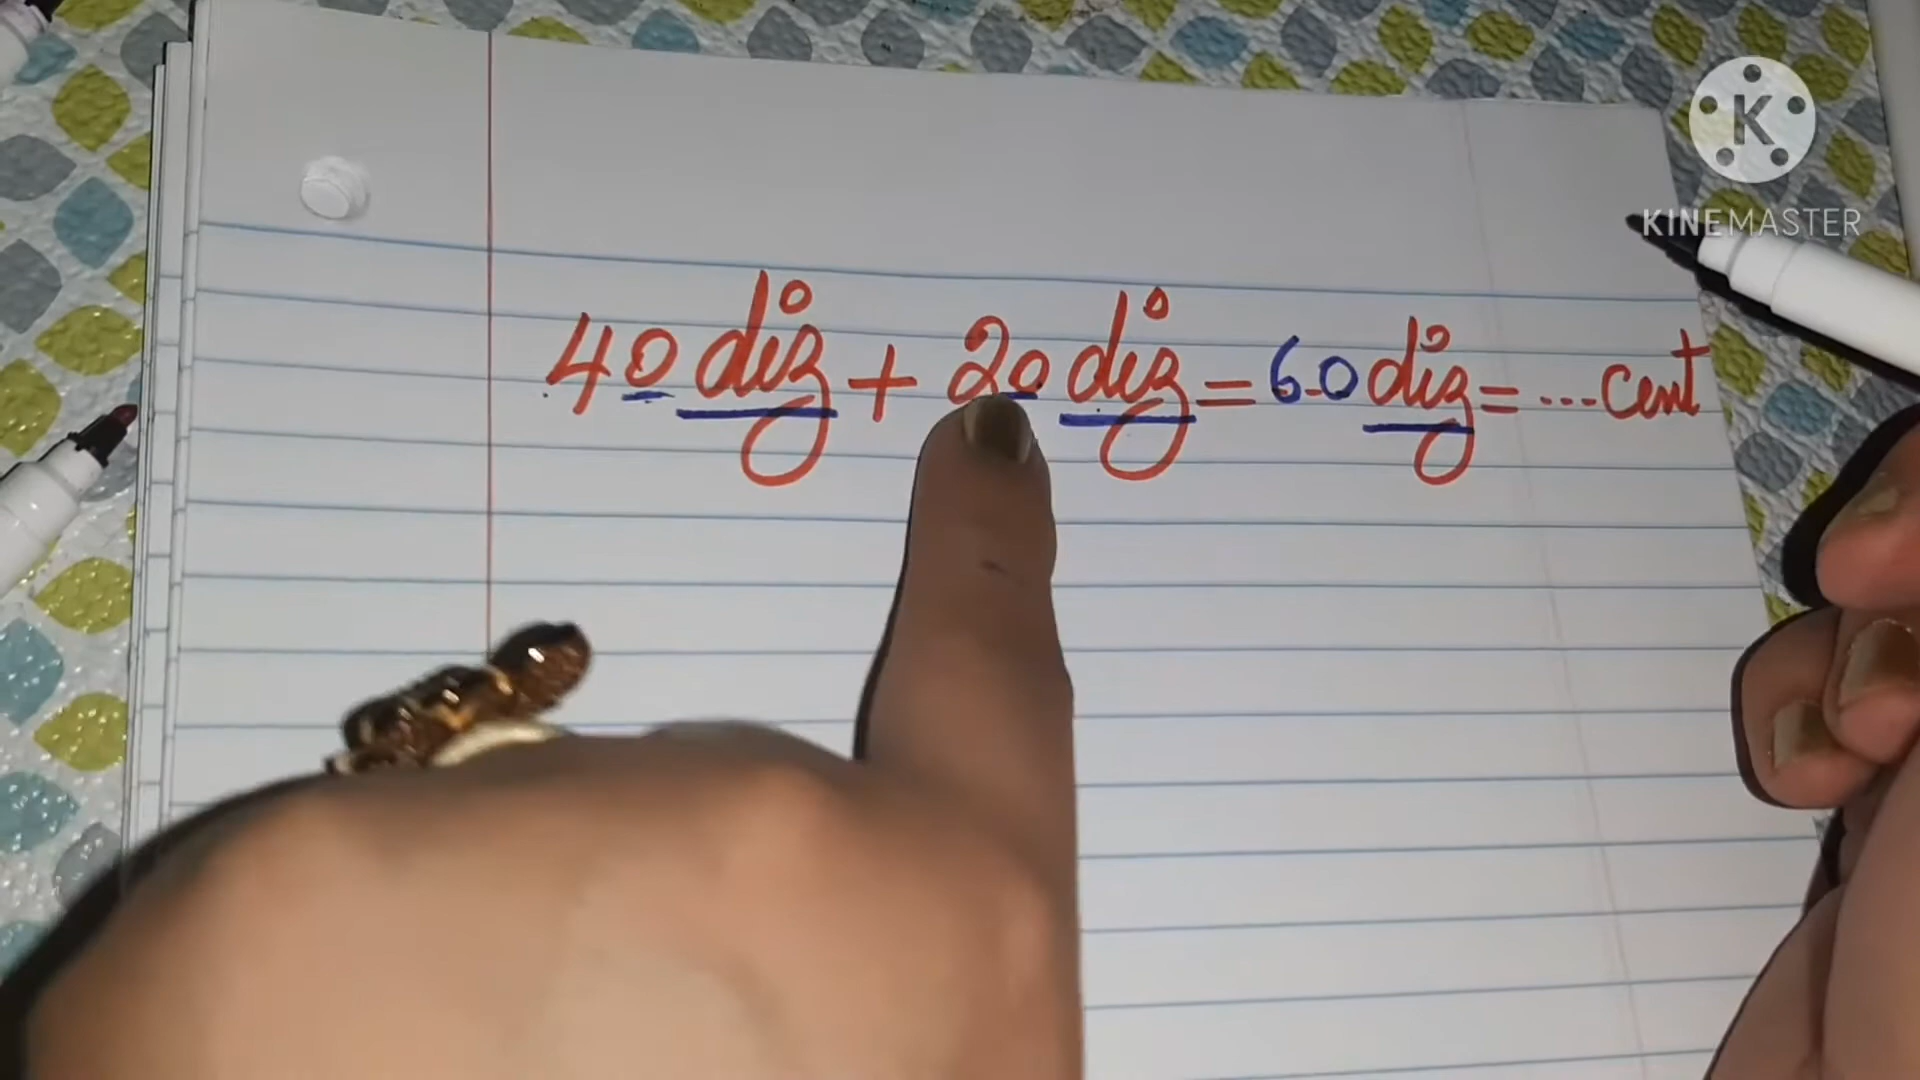 K
KINEMASTER
40 diz + 20 diz = 60 diz = ... cent